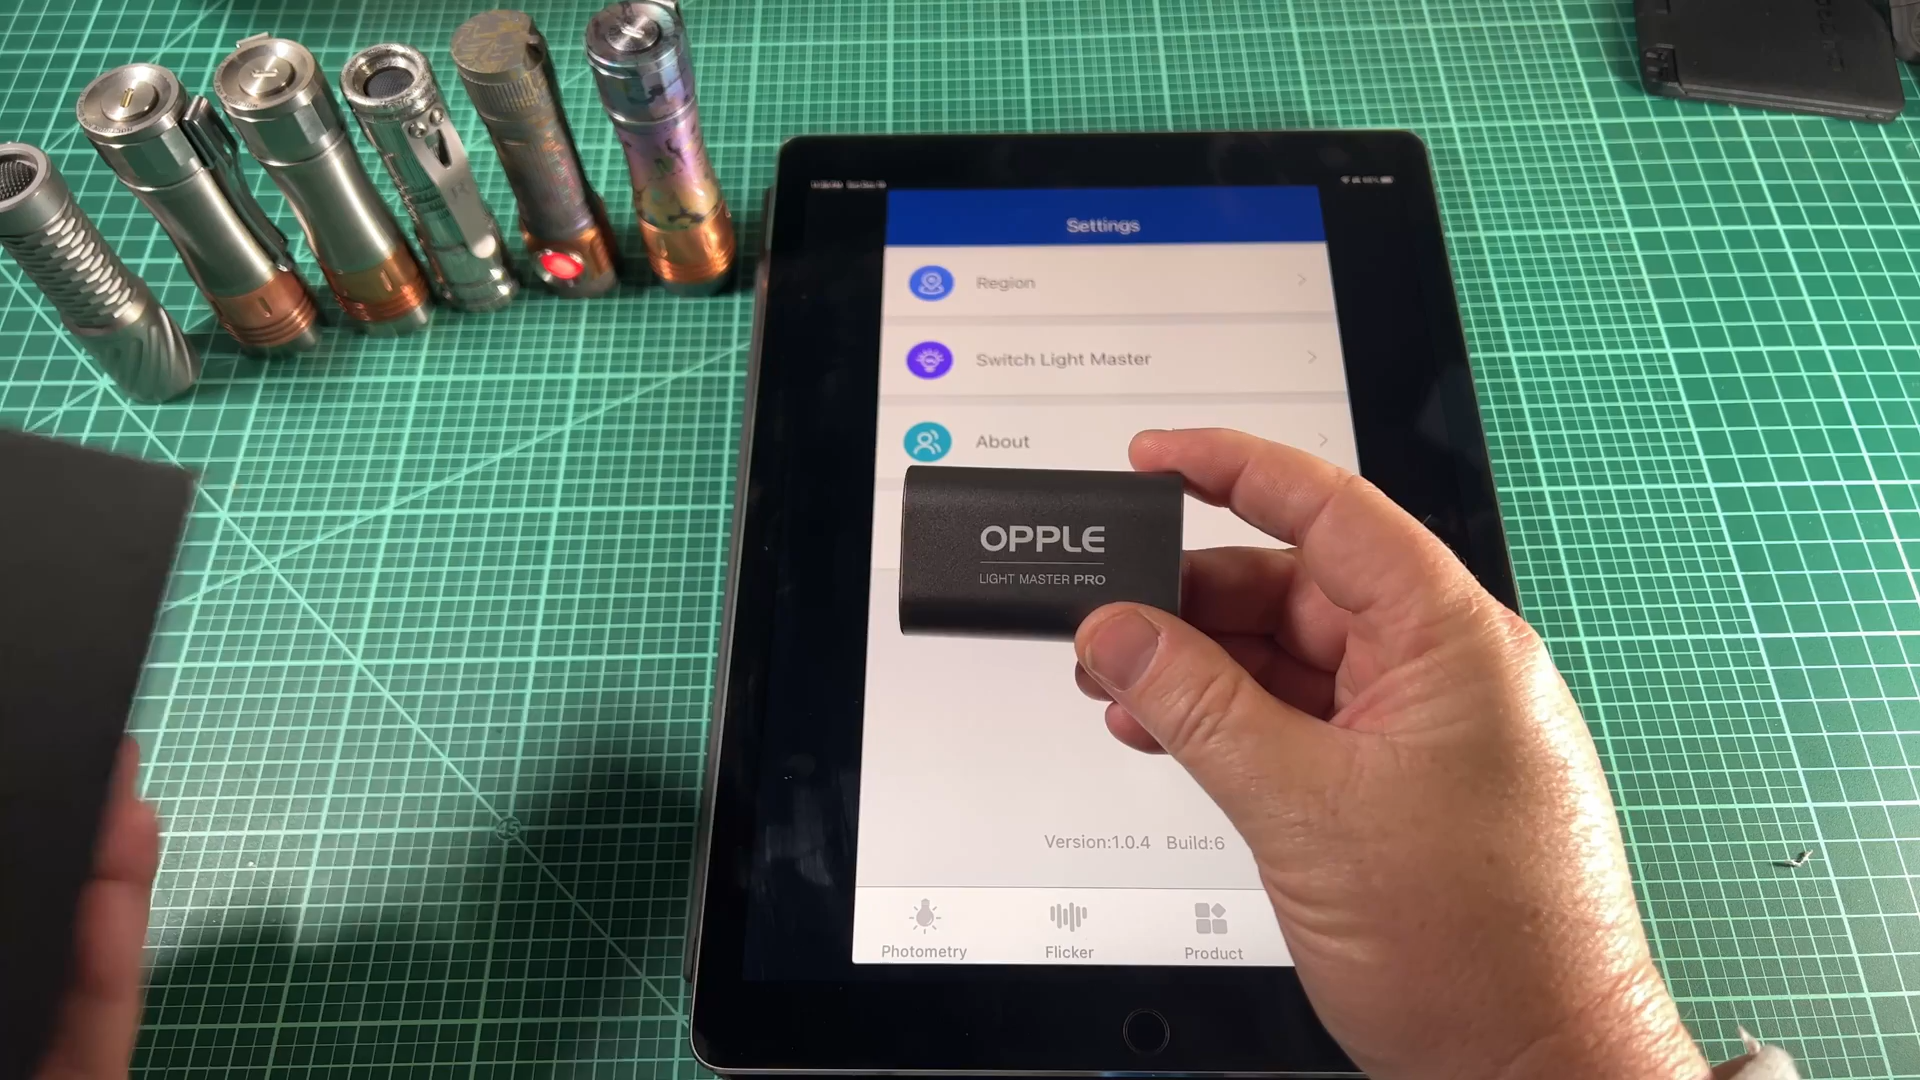 Settings
Region
Switch Light Master
About
OPPLE
LIGHT MASTER PRO
Version:1.0.4 Build:6
Photometry
Flicker
Product
45